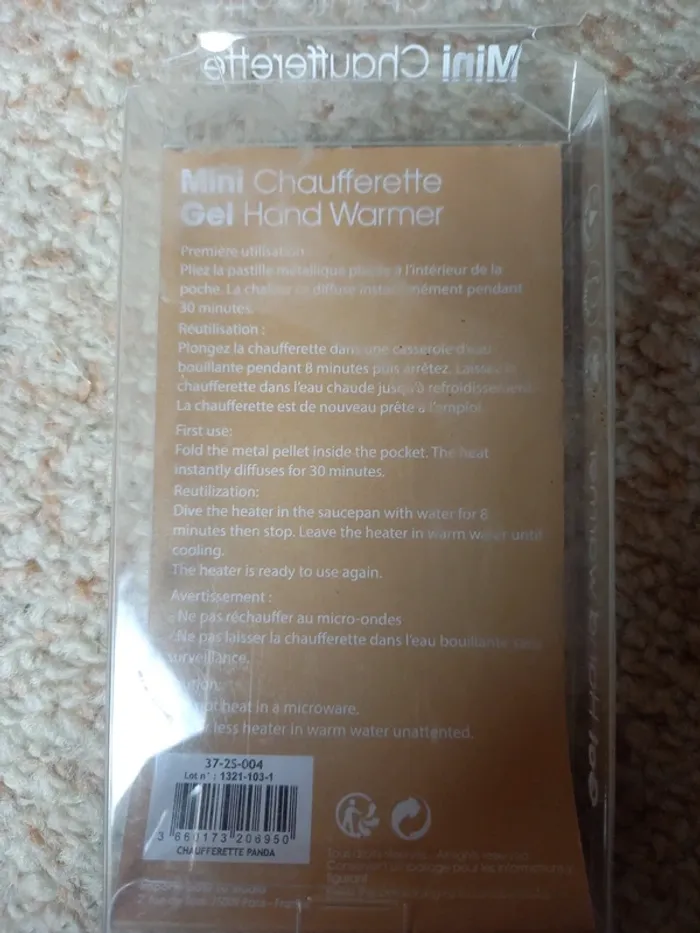 Mini Chaufferette
Mini Chaufferette
Gel Hand Warmer
Première utilisation
Pliez la pastille métallique placée à l'intérieur de la
poche. La chaleur se diffuse instantanément pendant
30 minutes.
Réutilisation :
Plongez la chaufferette dans une casserole d'eau
bouillante pendant 8 minutes puis arrêtez. Laissez la
chaufferette dans l'eau chaude jusqu'à refroidissement.
La chaufferette est de nouveau prête à l'emploi.
First use:
Fold the metal pellet inside the pocket. The heat
instantly diffuses for 30 minutes.
Reutilization:
Dive the heater in the saucepan with water for 8
minutes then stop. Leave the heater in warm water until
cooling.
The heater is ready to use again.
Avertissement :
- Ne pas réchauffer au micro-ondes
- Ne pas laisser la chaufferette dans l'eau bouillante sans
surveillance.
not heat in a microware.
less heater in warm water unattented.
37-25-004
Lot n° : 1321-103-1
3 660173 206950
CHAUFFERETTE PANDA